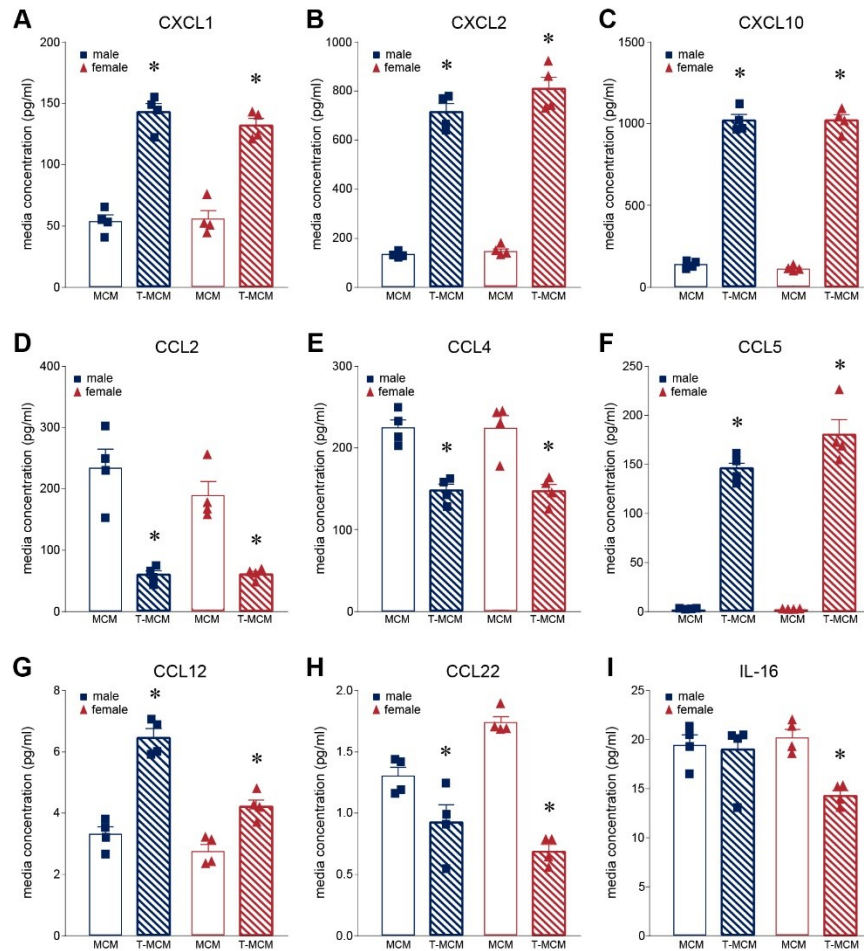 A CXCL1
■ male
▲ female
media concentration (pg/ml)
200
150
100
50
0
MCM T-MCM MCM T-MCM
* *
B CXCL2
■ male
▲ female
media concentration (pg/ml)
1000
800
600
400
200
0
MCM T-MCM MCM T-MCM
* *
C CXCL10
■ male
▲ female
media concentration (pg/ml)
1500
1000
500
0
MCM T-MCM MCM T-MCM
* *
D CCL2
■ male
▲ female
media concentration (pg/ml)
400
300
200
100
0
MCM T-MCM MCM T-MCM
* *
E CCL4
■ male
▲ female
media concentration (pg/ml)
300
200
100
0
MCM T-MCM MCM T-MCM
* *
F CCL5
■ male
▲ female
media concentration (pg/ml)
250
200
150
100
50
0
MCM T-MCM MCM T-MCM
* *
G CCL12
■ male
▲ female
media concentration (pg/ml)
8
6
4
2
0
MCM T-MCM MCM T-MCM
* *
H CCL22
■ male
▲ female
media concentration (pg/ml)
2.0
1.5
1.0
0.5
0.0
MCM T-MCM MCM T-MCM
* *
I IL-16
■ male
▲ female
media concentration (pg/ml)
25
20
15
10
5
0
MCM T-MCM MCM T-MCM
*